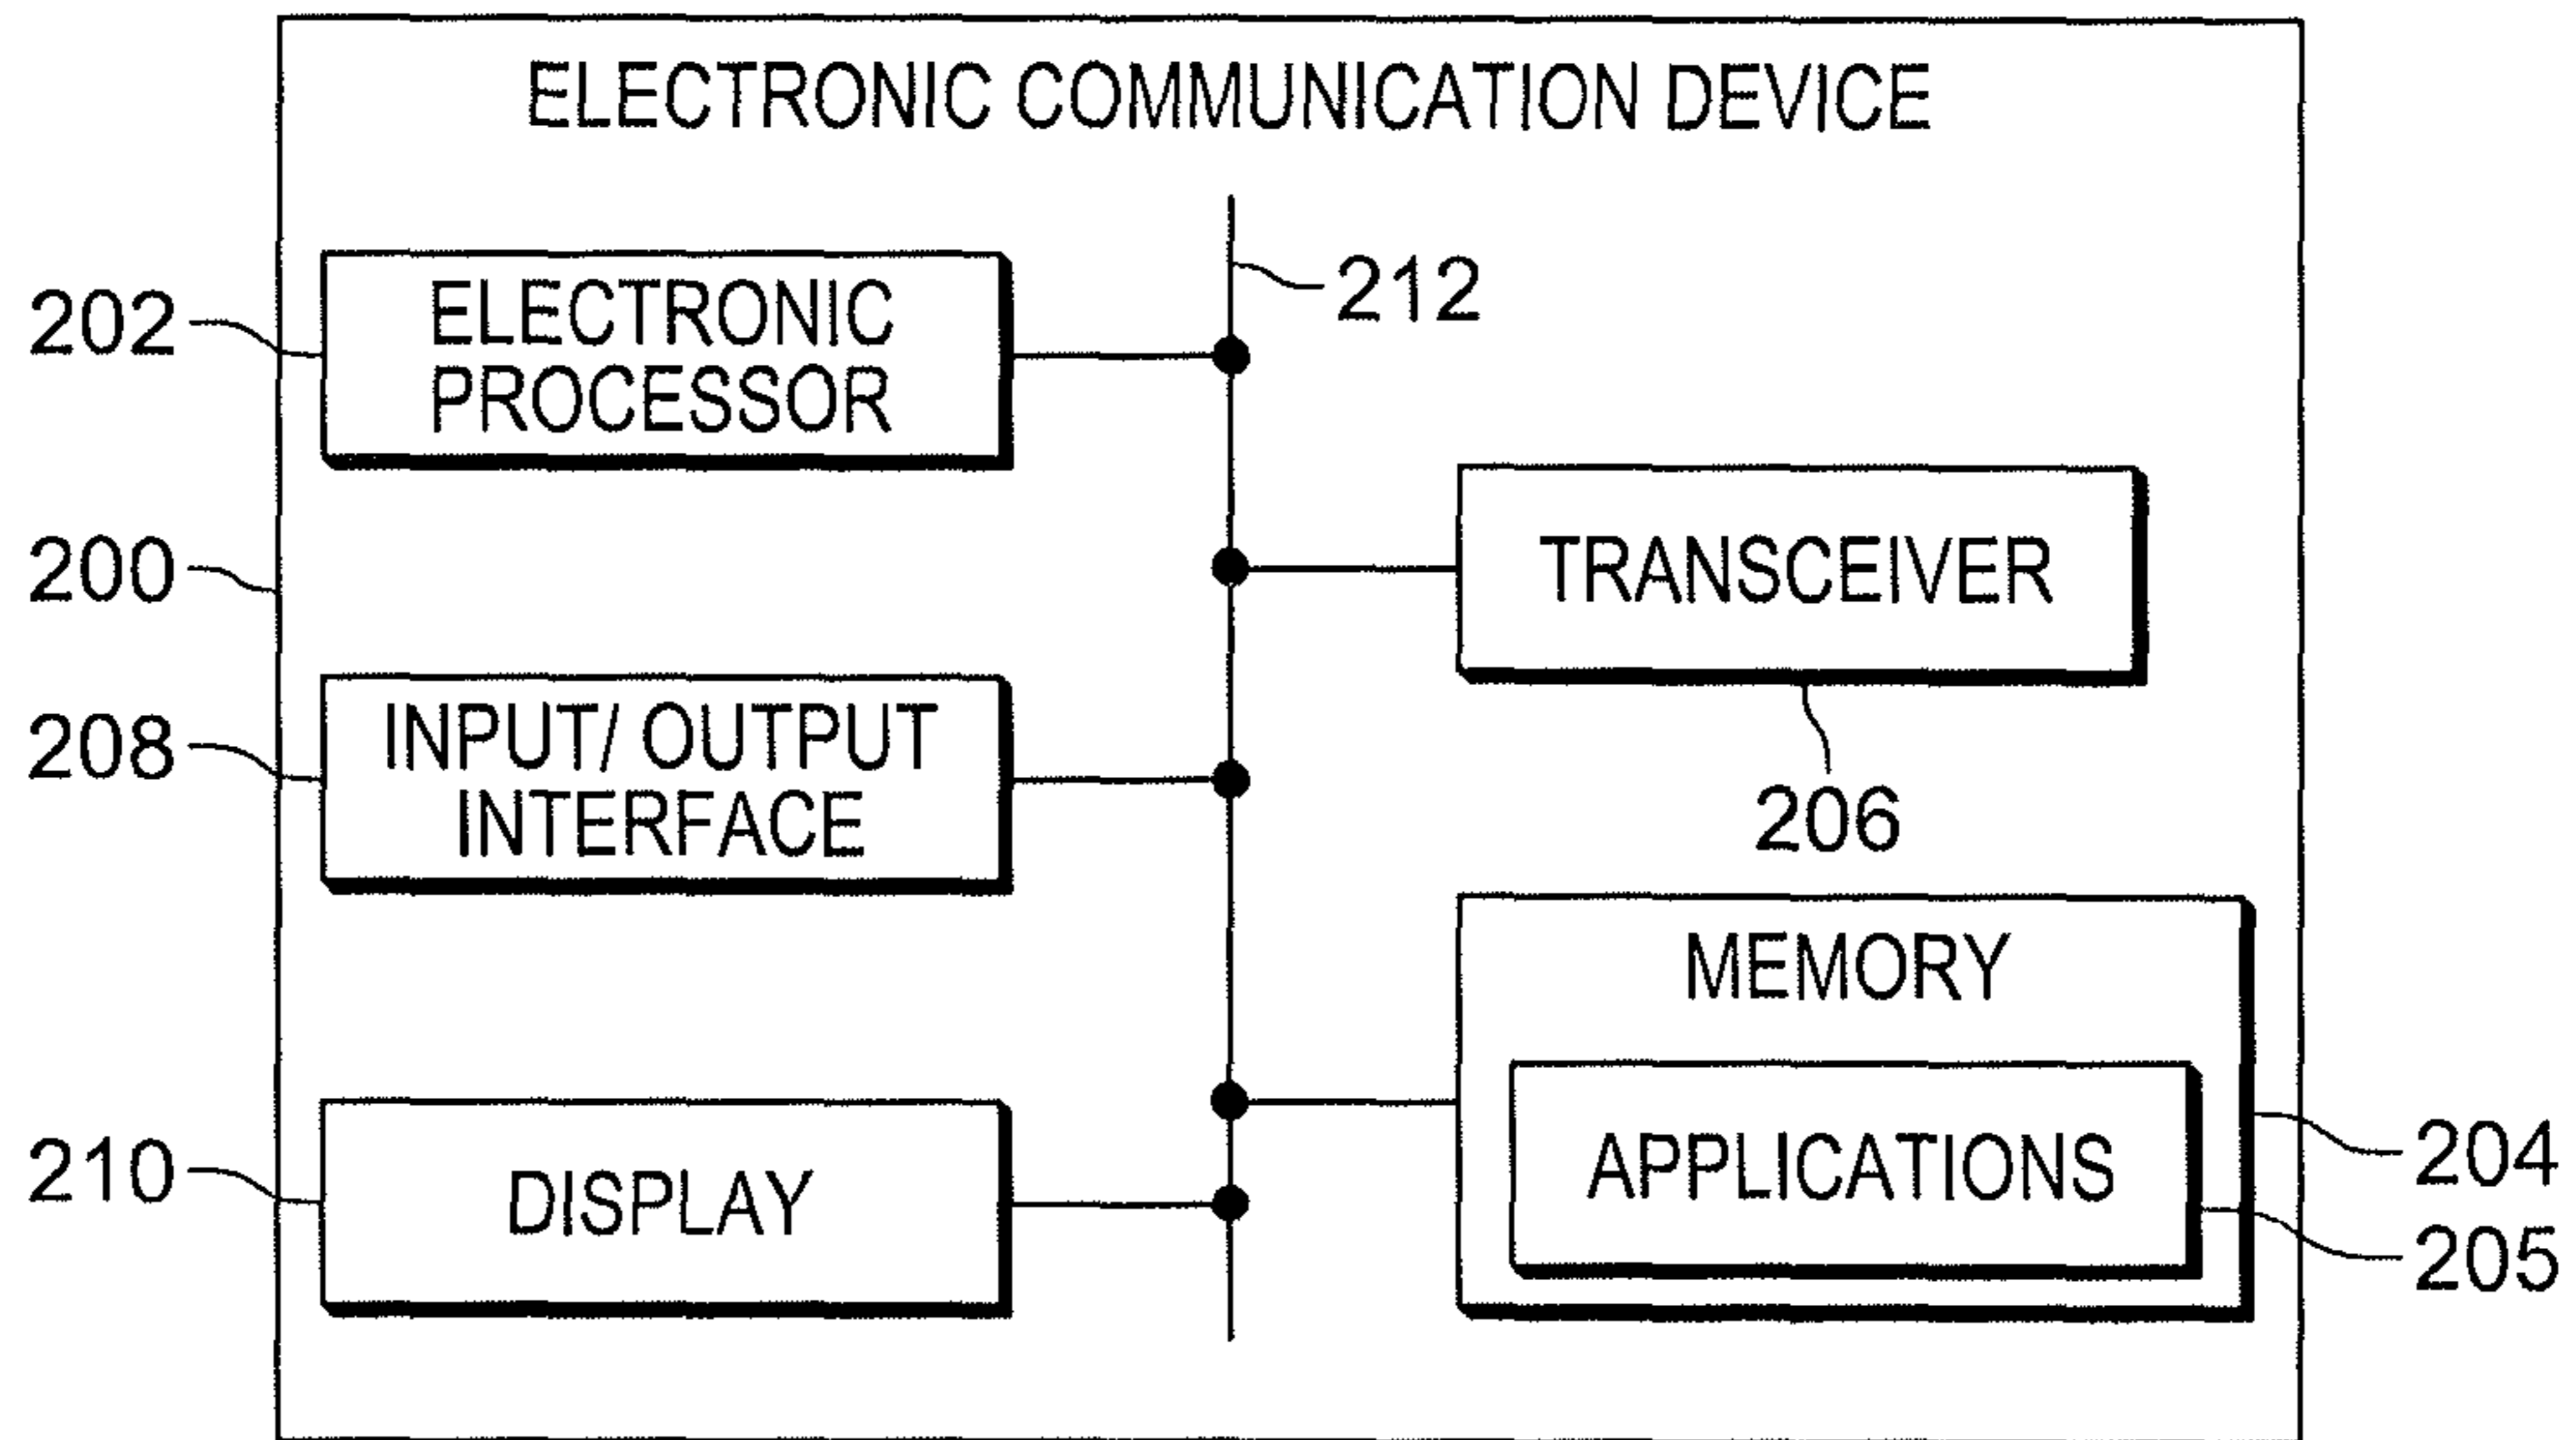 ELECTRONIC COMMUNICATION DEVICE
202
ELECTRONIC
PROCESSOR
212
200
TRANSCEIVER
206
208
INPUT/ OUTPUT
INTERFACE
MEMORY
APPLICATIONS
204
205
210
DISPLAY